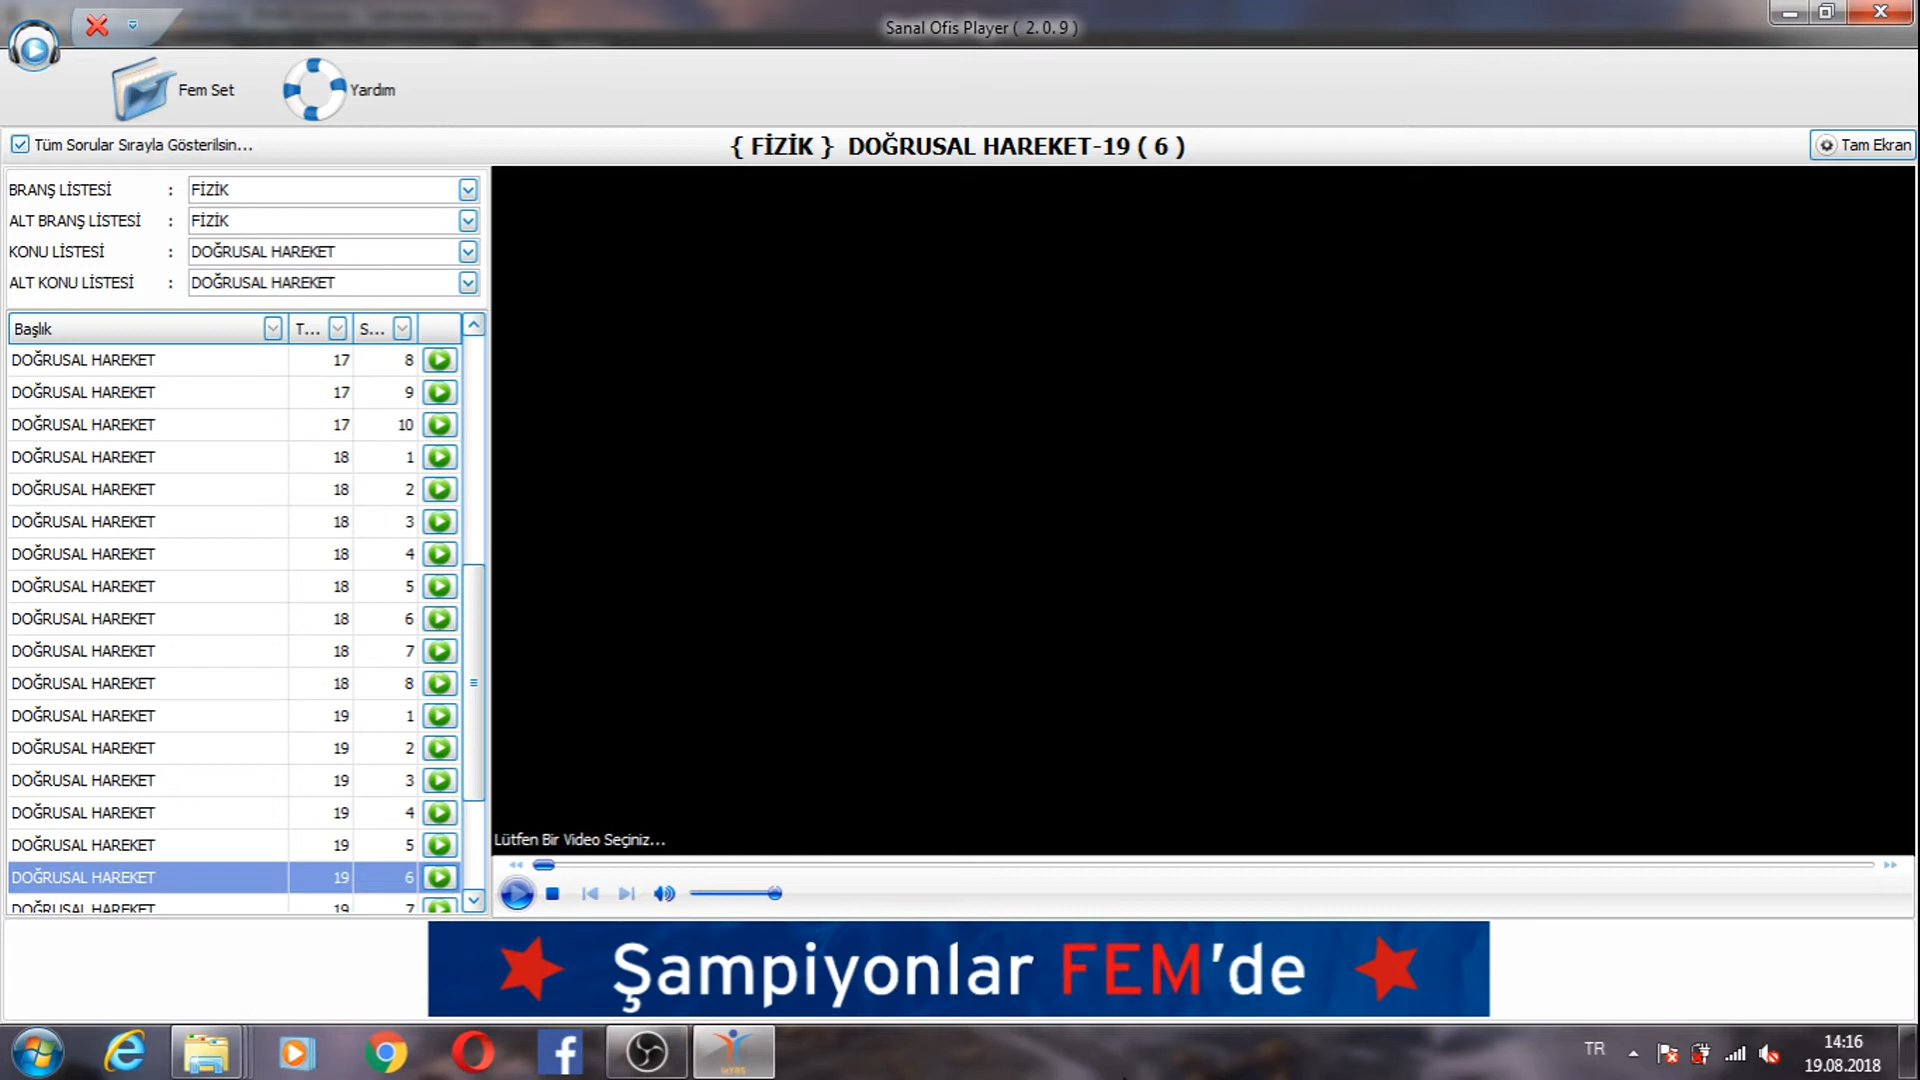 Sanal Ofis Player ( 2.0.9 )
Fem Set
Yardım
Tüm Sorular Sırayla Gösterilsin...
{ FİZİK } DOĞRUSAL HAREKET-19 ( 6 )
Tam Ekran
BRANŞ LİSTESİ : FİZİK
ALT BRANŞ LİSTESİ : FİZİK
KONU LİSTESİ : DOĞRUSAL HAREKET
ALT KONU LİSTESİ : DOĞRUSAL HAREKET
Başlık T... S...
DOĞRUSAL HAREKET 17 8
DOĞRUSAL HAREKET 17 9
DOĞRUSAL HAREKET 17 10
DOĞRUSAL HAREKET 18 1
DOĞRUSAL HAREKET 18 2
DOĞRUSAL HAREKET 18 3
DOĞRUSAL HAREKET 18 4
DOĞRUSAL HAREKET 18 5
DOĞRUSAL HAREKET 18 6
DOĞRUSAL HAREKET 18 7
DOĞRUSAL HAREKET 18 8
DOĞRUSAL HAREKET 19 1
DOĞRUSAL HAREKET 19 2
DOĞRUSAL HAREKET 19 3
DOĞRUSAL HAREKET 19 4
DOĞRUSAL HAREKET 19 5
DOĞRUSAL HAREKET 19 6
DOĞRUSAL HAREKET 19 7
Lütfen Bir Video Seçiniz...
Şampiyonlar FEM'de
TR
14:16
19.08.2018